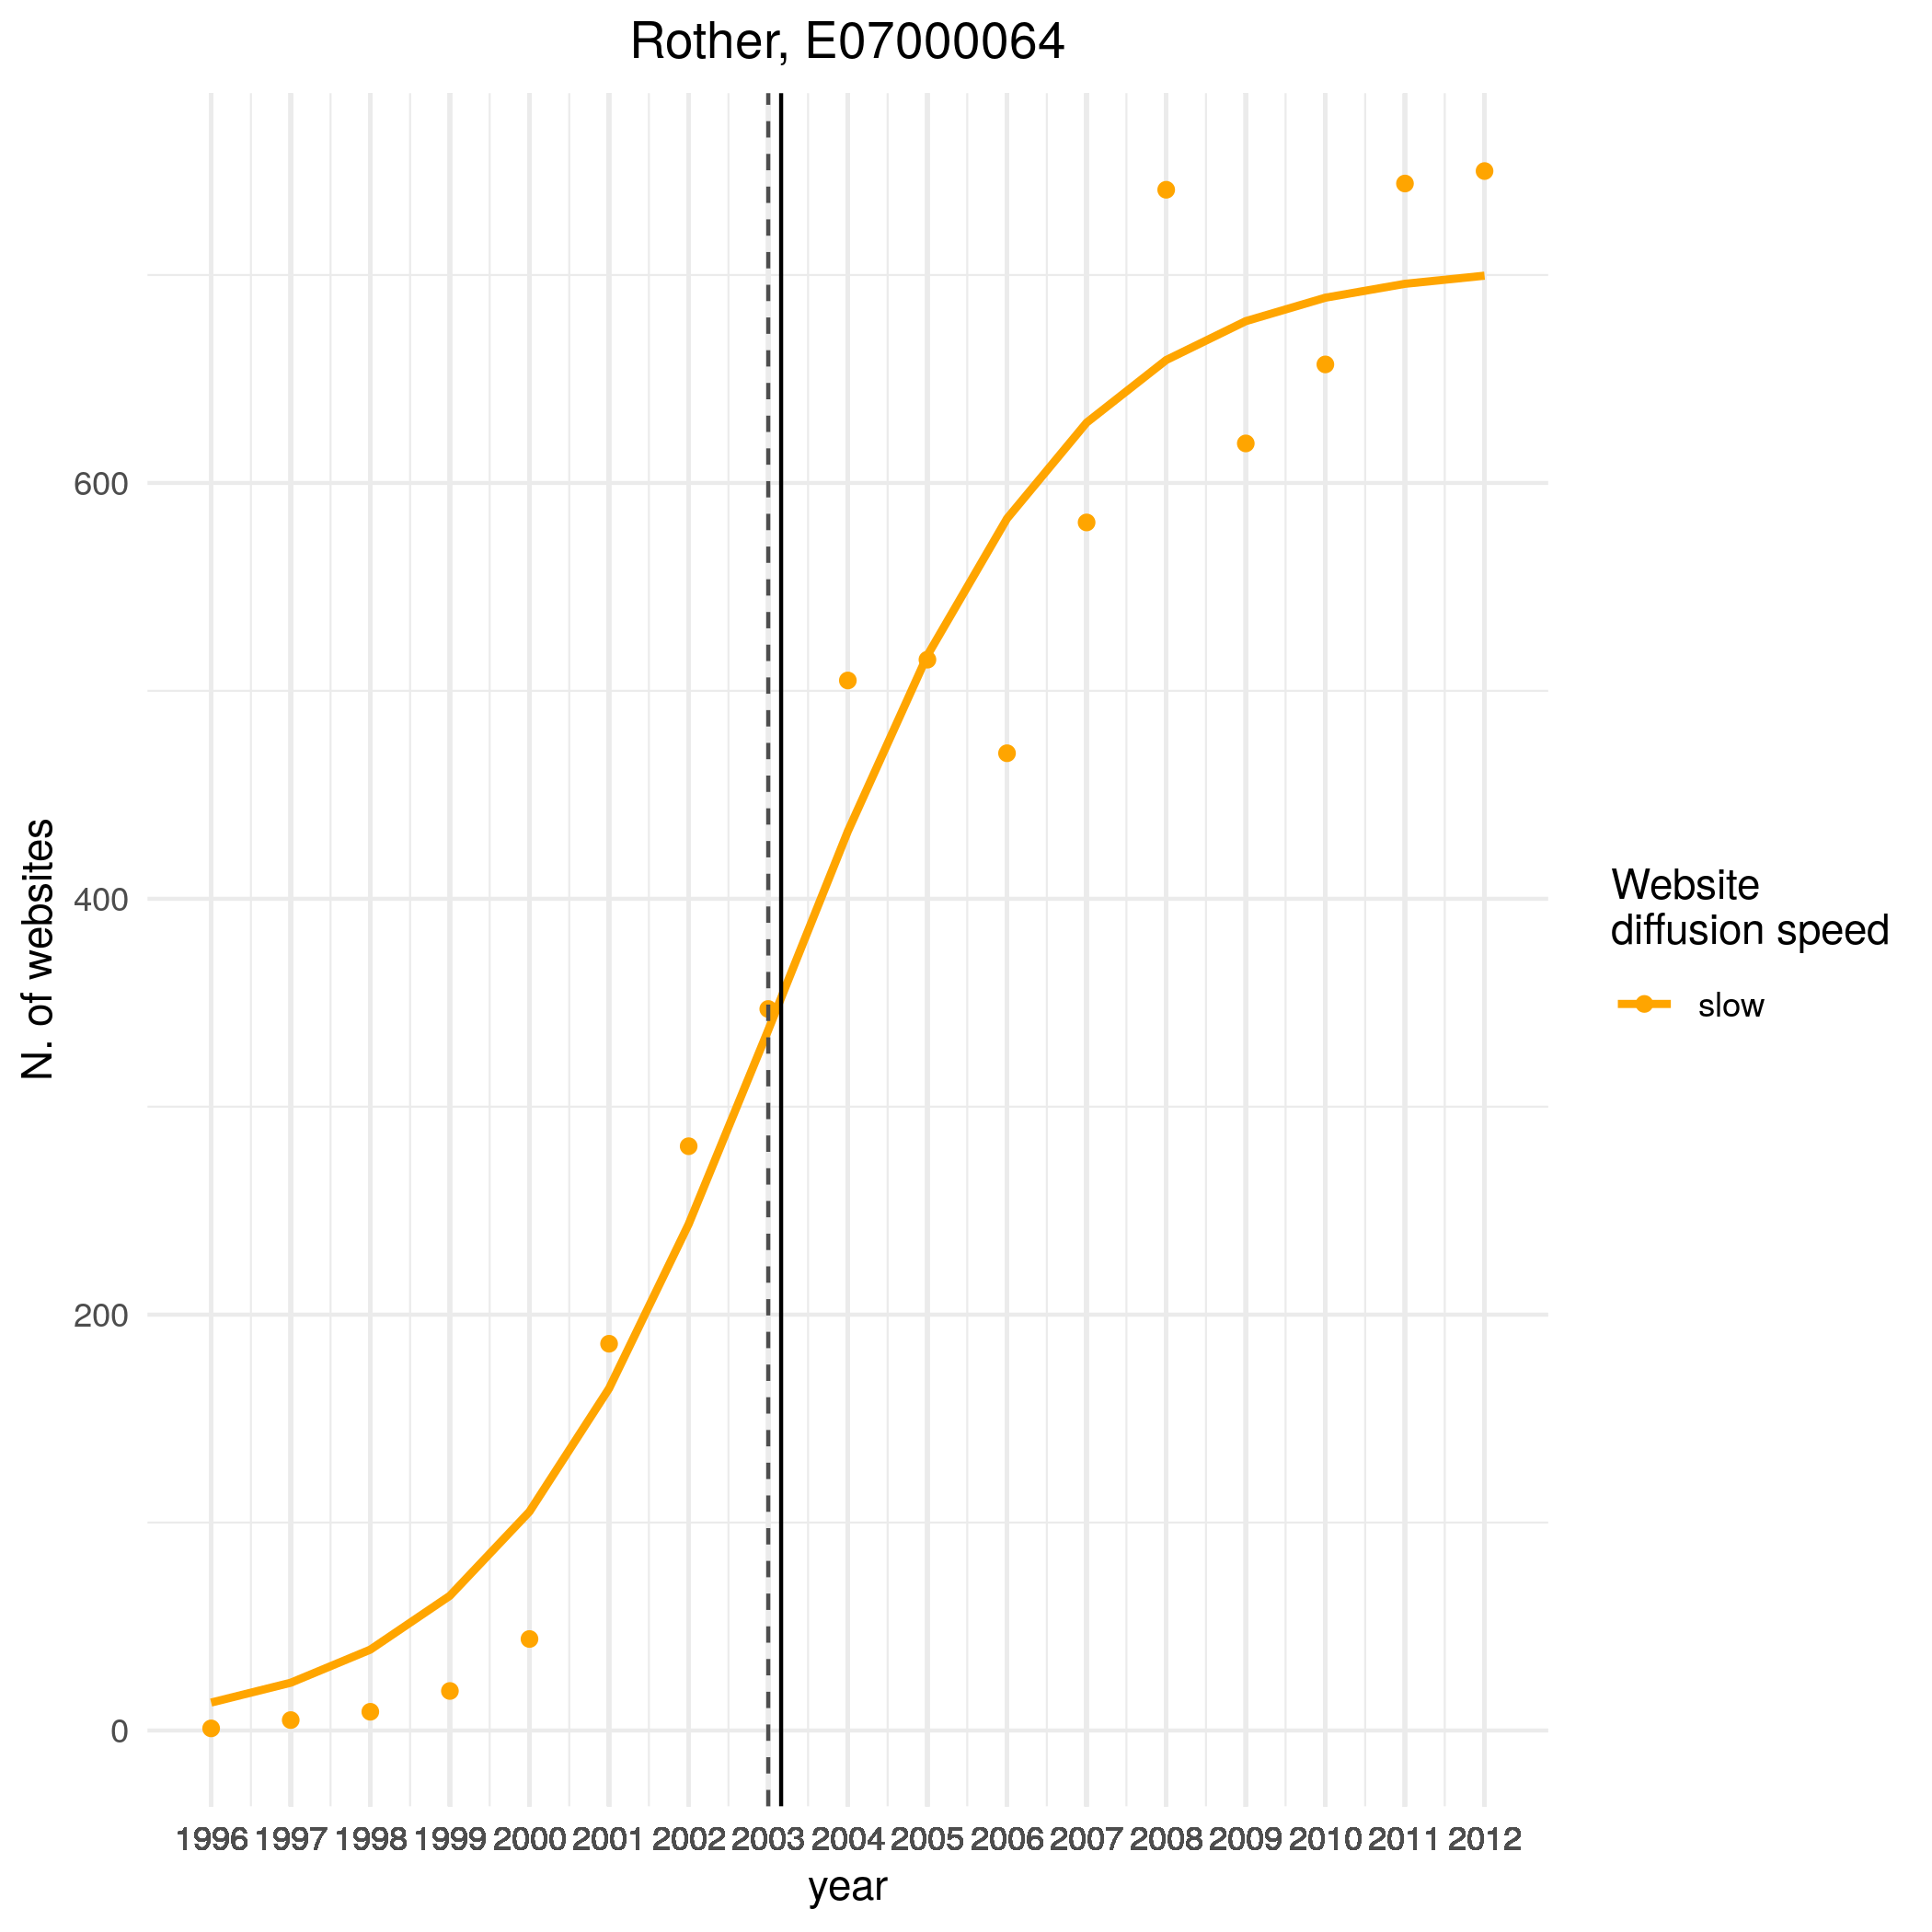 Rother, E07000064
N. of websites
600
400
200
0
1996 1997 1998 1999 2000 2001 2002 2003 2004 2005 2006 2007 2008 2009 2010 2011 2012
year
Website
diffusion speed
slow